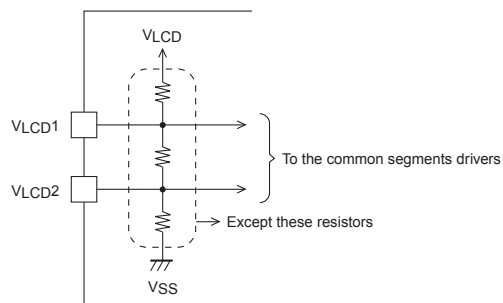 VLCD
VLCD1
To the common segments drivers
VLCD2
Except these resistors
VSS